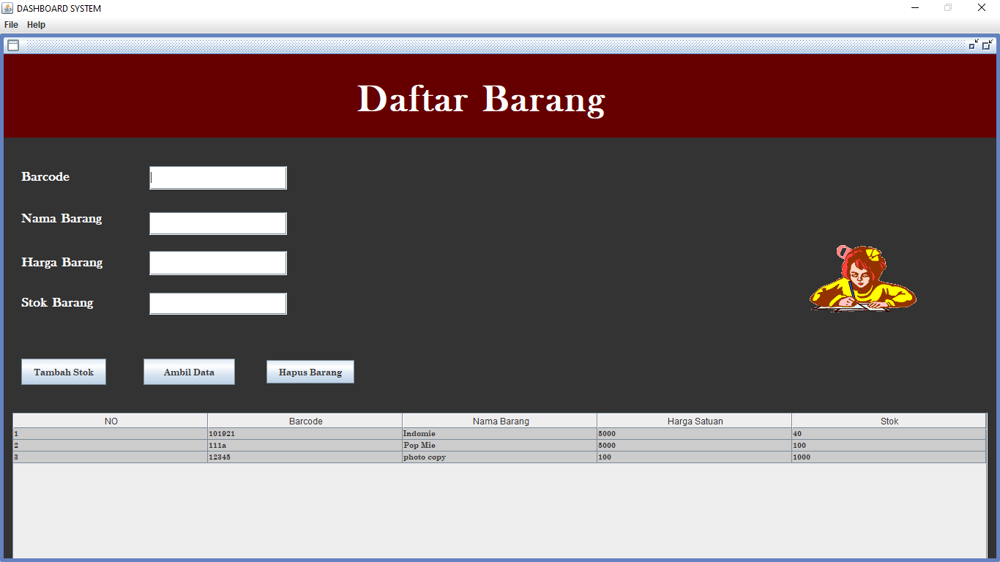 DASHBOARD SYSTEM
File Help
Daftar Barang
Barcode
Nama Barang
Harga Barang
Stok Barang
Tambah Stok Ambil Data Hapus Barang
NO Barcode Nama Barang Harga Satuan Stok
1 101921 Indomie 5000 40
2 111a Pop Mie 5000 100
3 12345 photo copy 100 1000